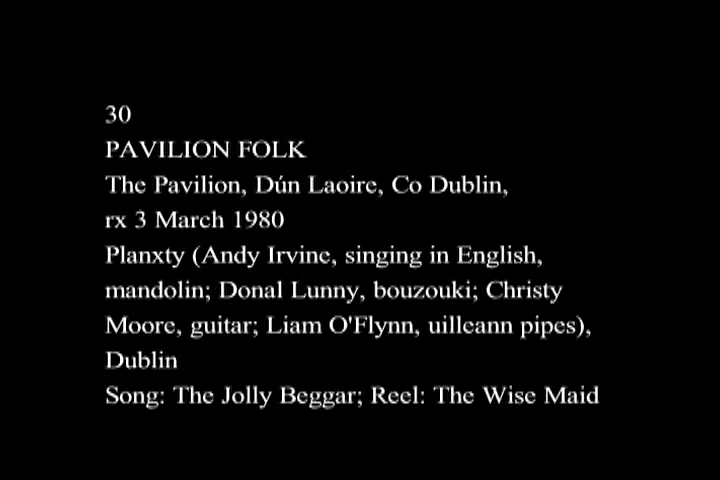 30
PAVILION FOLK
The Pavilion, Dún Laoire, Co Dublin,
rx 3 March 1980
Planxty (Andy Irvine, singing in English,
mandolin; Donal Lunny, bouzouki; Christy
Moore, guitar; Liam O'Flynn, uilleann pipes),
Dublin
Song: The Jolly Beggar; Reel: The Wise Maid